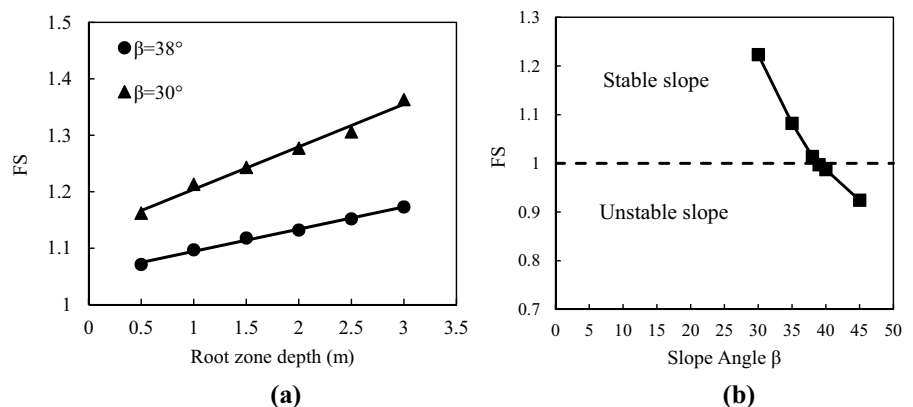 1.5
1.4
1.3
1.2
1.1
1
FS
β=38°
β=30°
0 0.5 1 1.5 2 2.5 3 3.5
Root zone depth (m)
(a)
1.3
1.2
1.1
1
0.9
0.8
0.7
FS
Stable slope
Unstable slope
0 5 10 15 20 25 30 35 40 45 50
Slope Angle β
(b)